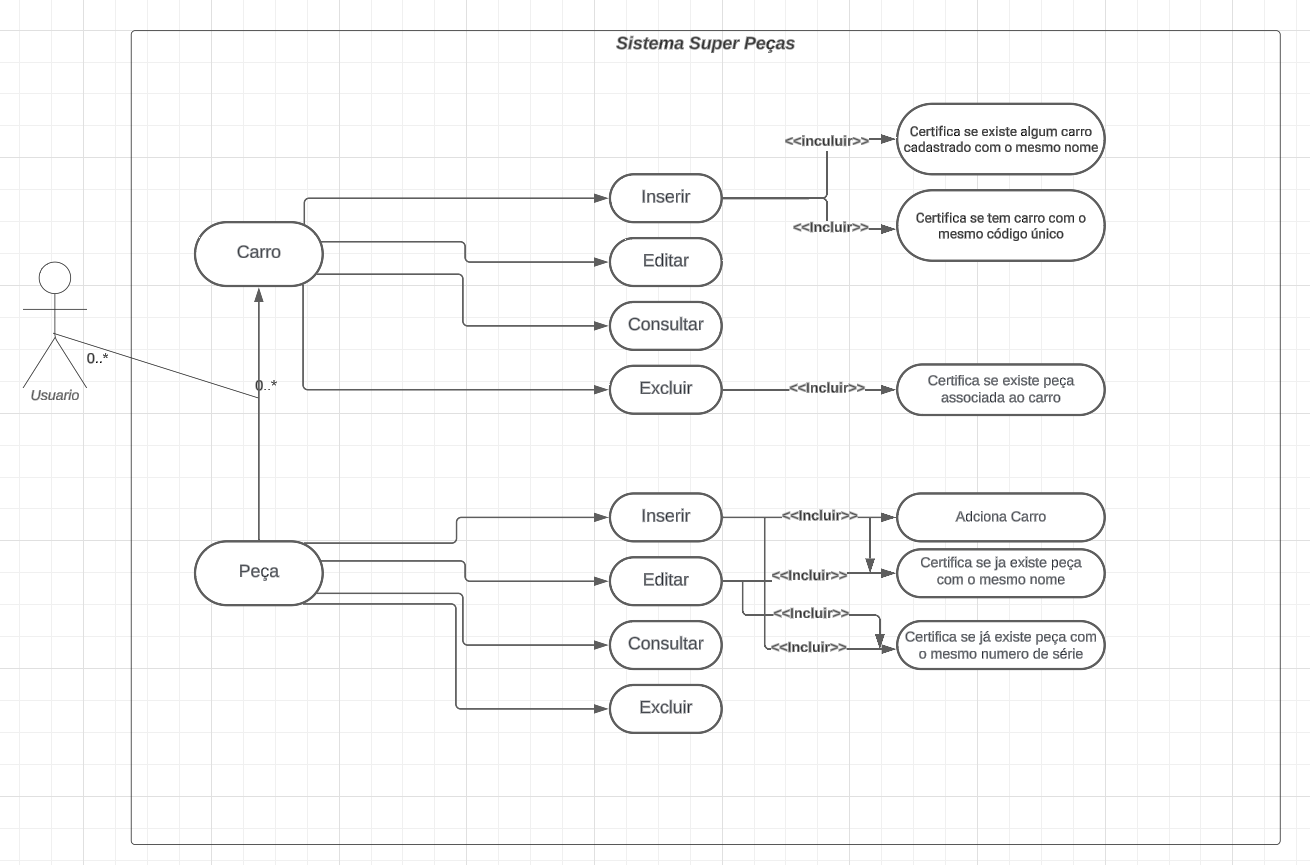 Sistema Super Peças
<<inculuir>>
Certifica se existe algum carro
cadastrado com o mesmo nome
Inserir
<<Incluir>>
Certifica se tem carro com o
mesmo código único
Carro
Editar
Consultar
0..*
0..*
Usuario
Excluir
<<Incluir>>
Certifica se existe peça
associada ao carro
Inserir
<<Incluir>>
Adciona Carro
Peça
Editar
<<Incluir>>
Certifica se ja existe peça
com o mesmo nome
<<Incluir>>
Consultar
<<Incluir>>
Certifica se já existe peça com
o mesmo numero de série
Excluir